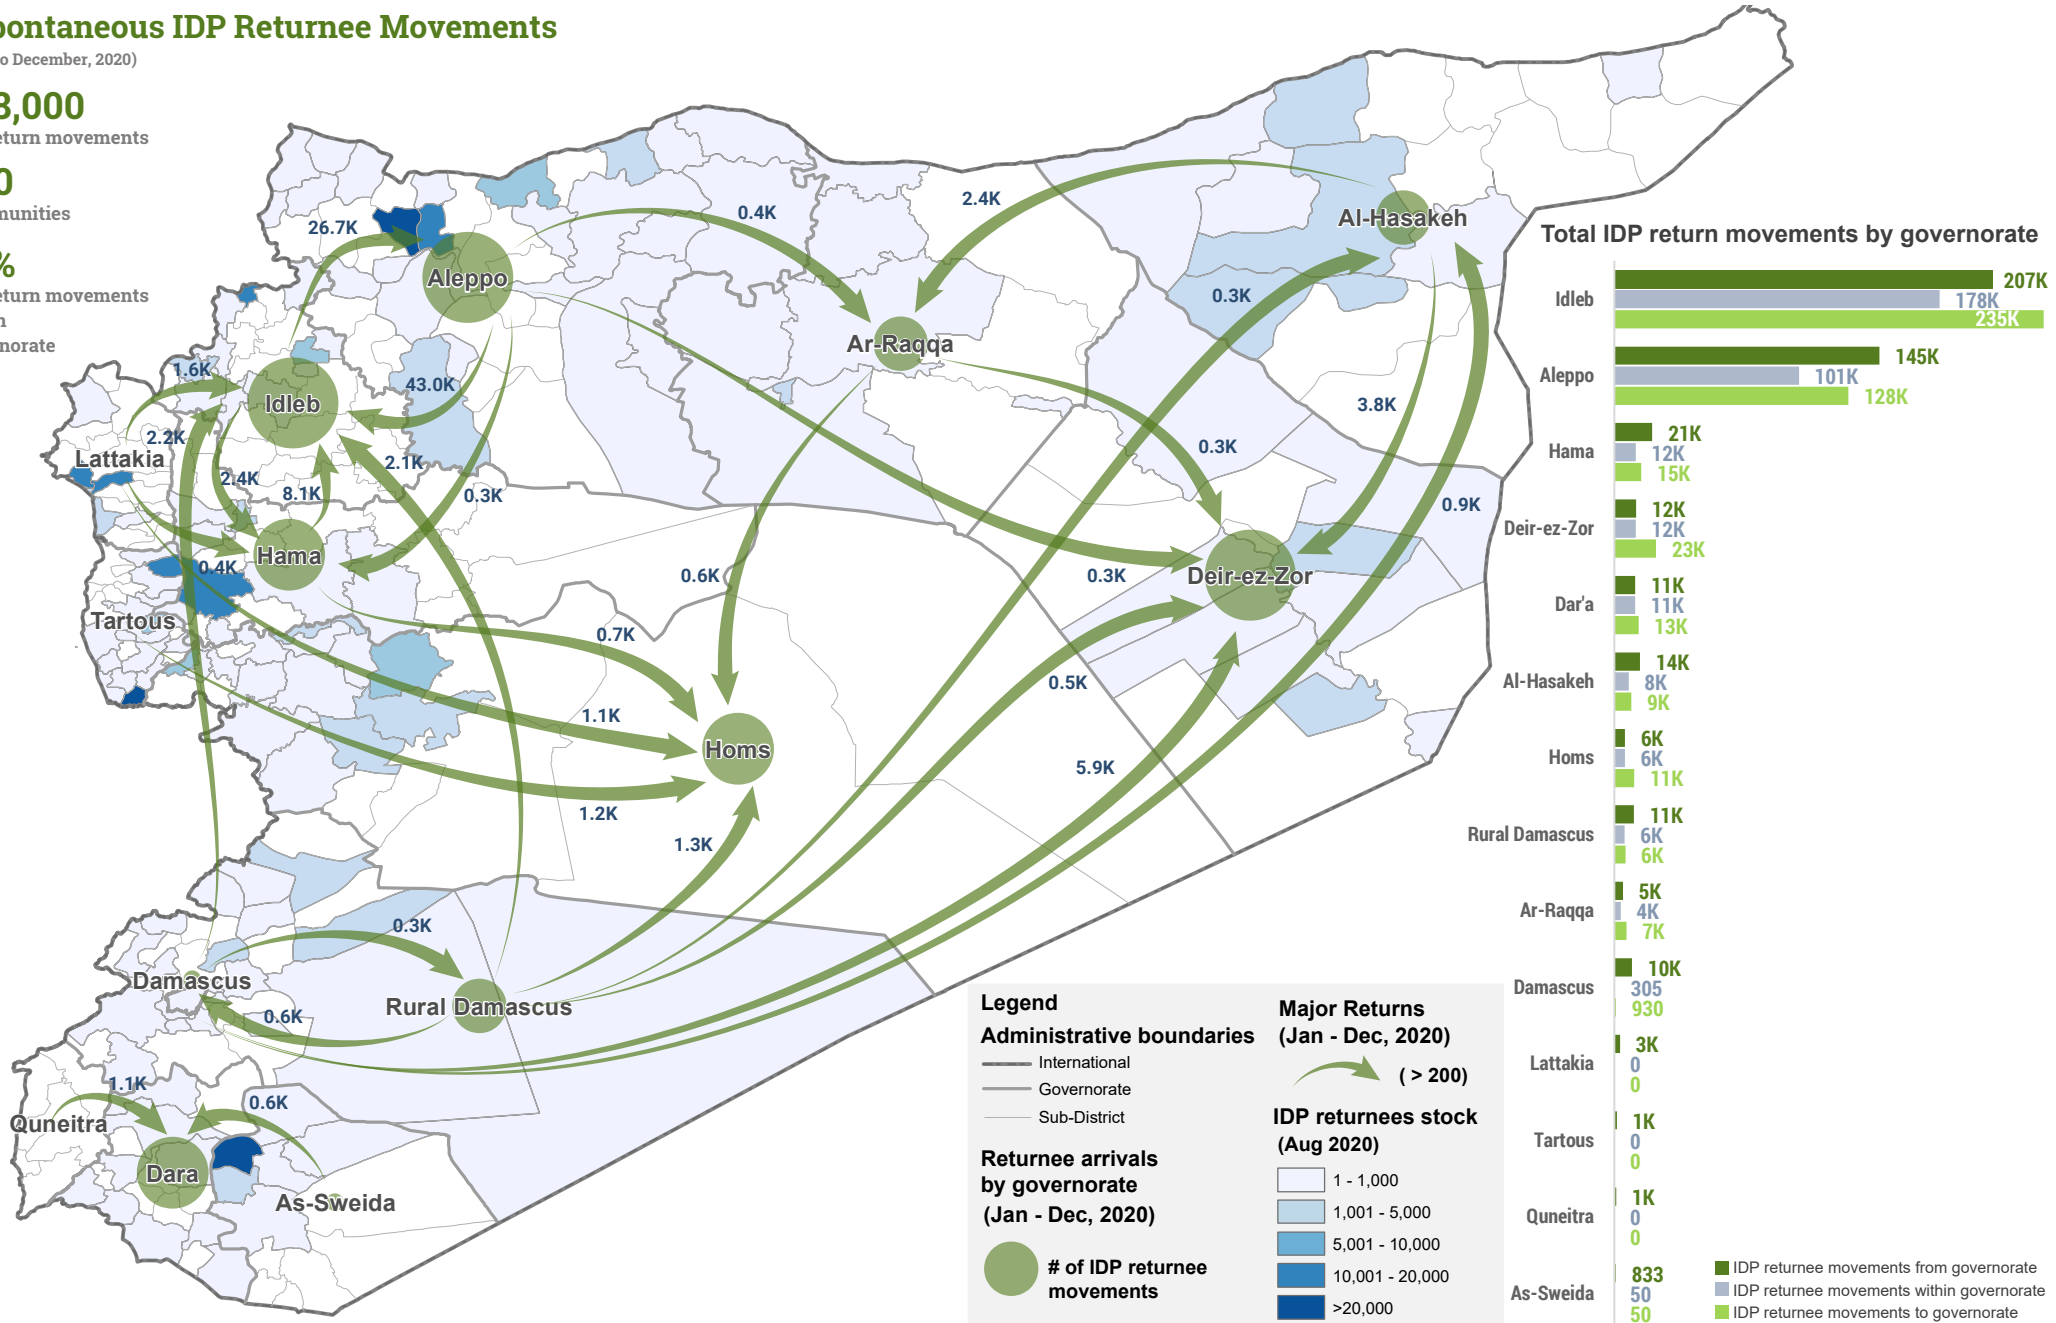 pontaneous IDP Returnee Movements
o December, 2020)
3,000
eturn movements
0
munities
%
eturn movements
n
norate
26.7K
0.4K
2.4K
Al-Hasakeh
Aleppo
0.3K
Ar-Raqqa
1.6K
43.0K
Idleb
3.8K
2.2K
Lattakia
2.4K
8.1K
2.1K
0.3K
0.3K
0.9K
Hama
0.4K
0.6K
0.3K
Deir-ez-Zor
Tartous
0.7K
0.5K
1.1K
Homs
5.9K
1.2K
1.3K
0.3K
Damascus
Rural Damascus
0.6K
1.1K
0.6K
Quneitra
Dara
As-Sweida
Legend
Administrative boundaries
International
Governorate
Sub-District
Returnee arrivals
by governorate
(Jan - Dec, 2020)
# of IDP returnee
movements
Major Returns
(Jan - Dec, 2020)
( > 200)
IDP returnees stock
(Aug 2020)
1 - 1,000
1,001 - 5,000
5,001 - 10,000
10,001 - 20,000
>20,000
Total IDP return movements by governorate
Idleb
207K
178K
235K
Aleppo
145K
101K
128K
Hama
21K
12K
15K
Deir-ez-Zor
12K
12K
23K
Dar'a
11K
11K
13K
Al-Hasakeh
14K
8K
9K
Homs
6K
6K
11K
Rural Damascus
11K
6K
6K
Ar-Raqqa
5K
4K
7K
Damascus
10K
305
930
Lattakia
3K
0
0
Tartous
1K
0
0
Quneitra
1K
0
0
As-Sweida
833
50
50
IDP returnee movements from governorate
IDP returnee movements within governorate
IDP returnee movements to governorate